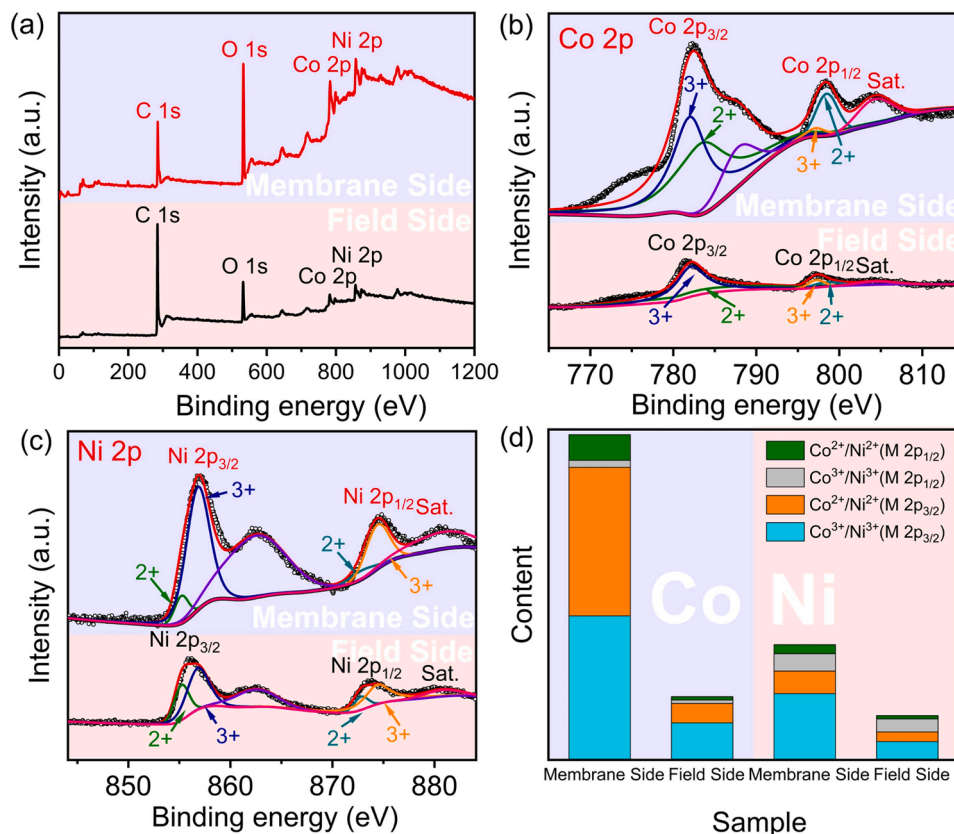 (a)
Ni 2p
O 1s
Co 2p
C 1s
Membrane Side
Field Side
C 1s
Ni 2p
O 1s
Co 2p
Intensity (a.u.)
0 200 400 600 800 1000 1200
Binding energy (eV)
(b)
Co 2p
Co 2p3/2
Co 2p1/2 Sat.
3+
2+
3+
2+
Membrane Side
Field Side
Co 2p3/2
Co 2p1/2 Sat.
3+
2+
3+
2+
Intensity (a.u.)
770 780 790 800 810
Binding energy (eV)
(c)
Ni 2p
Ni 2p3/2
3+
Ni 2p1/2 Sat.
2+
2+
3+
Membrane Side
Field Side
Ni 2p3/2
Ni 2p1/2
Sat.
2+
3+
2+
3+
Intensity (a.u.)
850 860 870 880
Binding energy (eV)
(d)
Co2+/Ni2+(M 2p1/2)
Co3+/Ni3+(M 2p1/2)
Co2+/Ni2+(M 2p3/2)
Co3+/Ni3+(M 2p3/2)
Co Ni
Content
Membrane Side Field Side Membrane Side Field Side
Sample